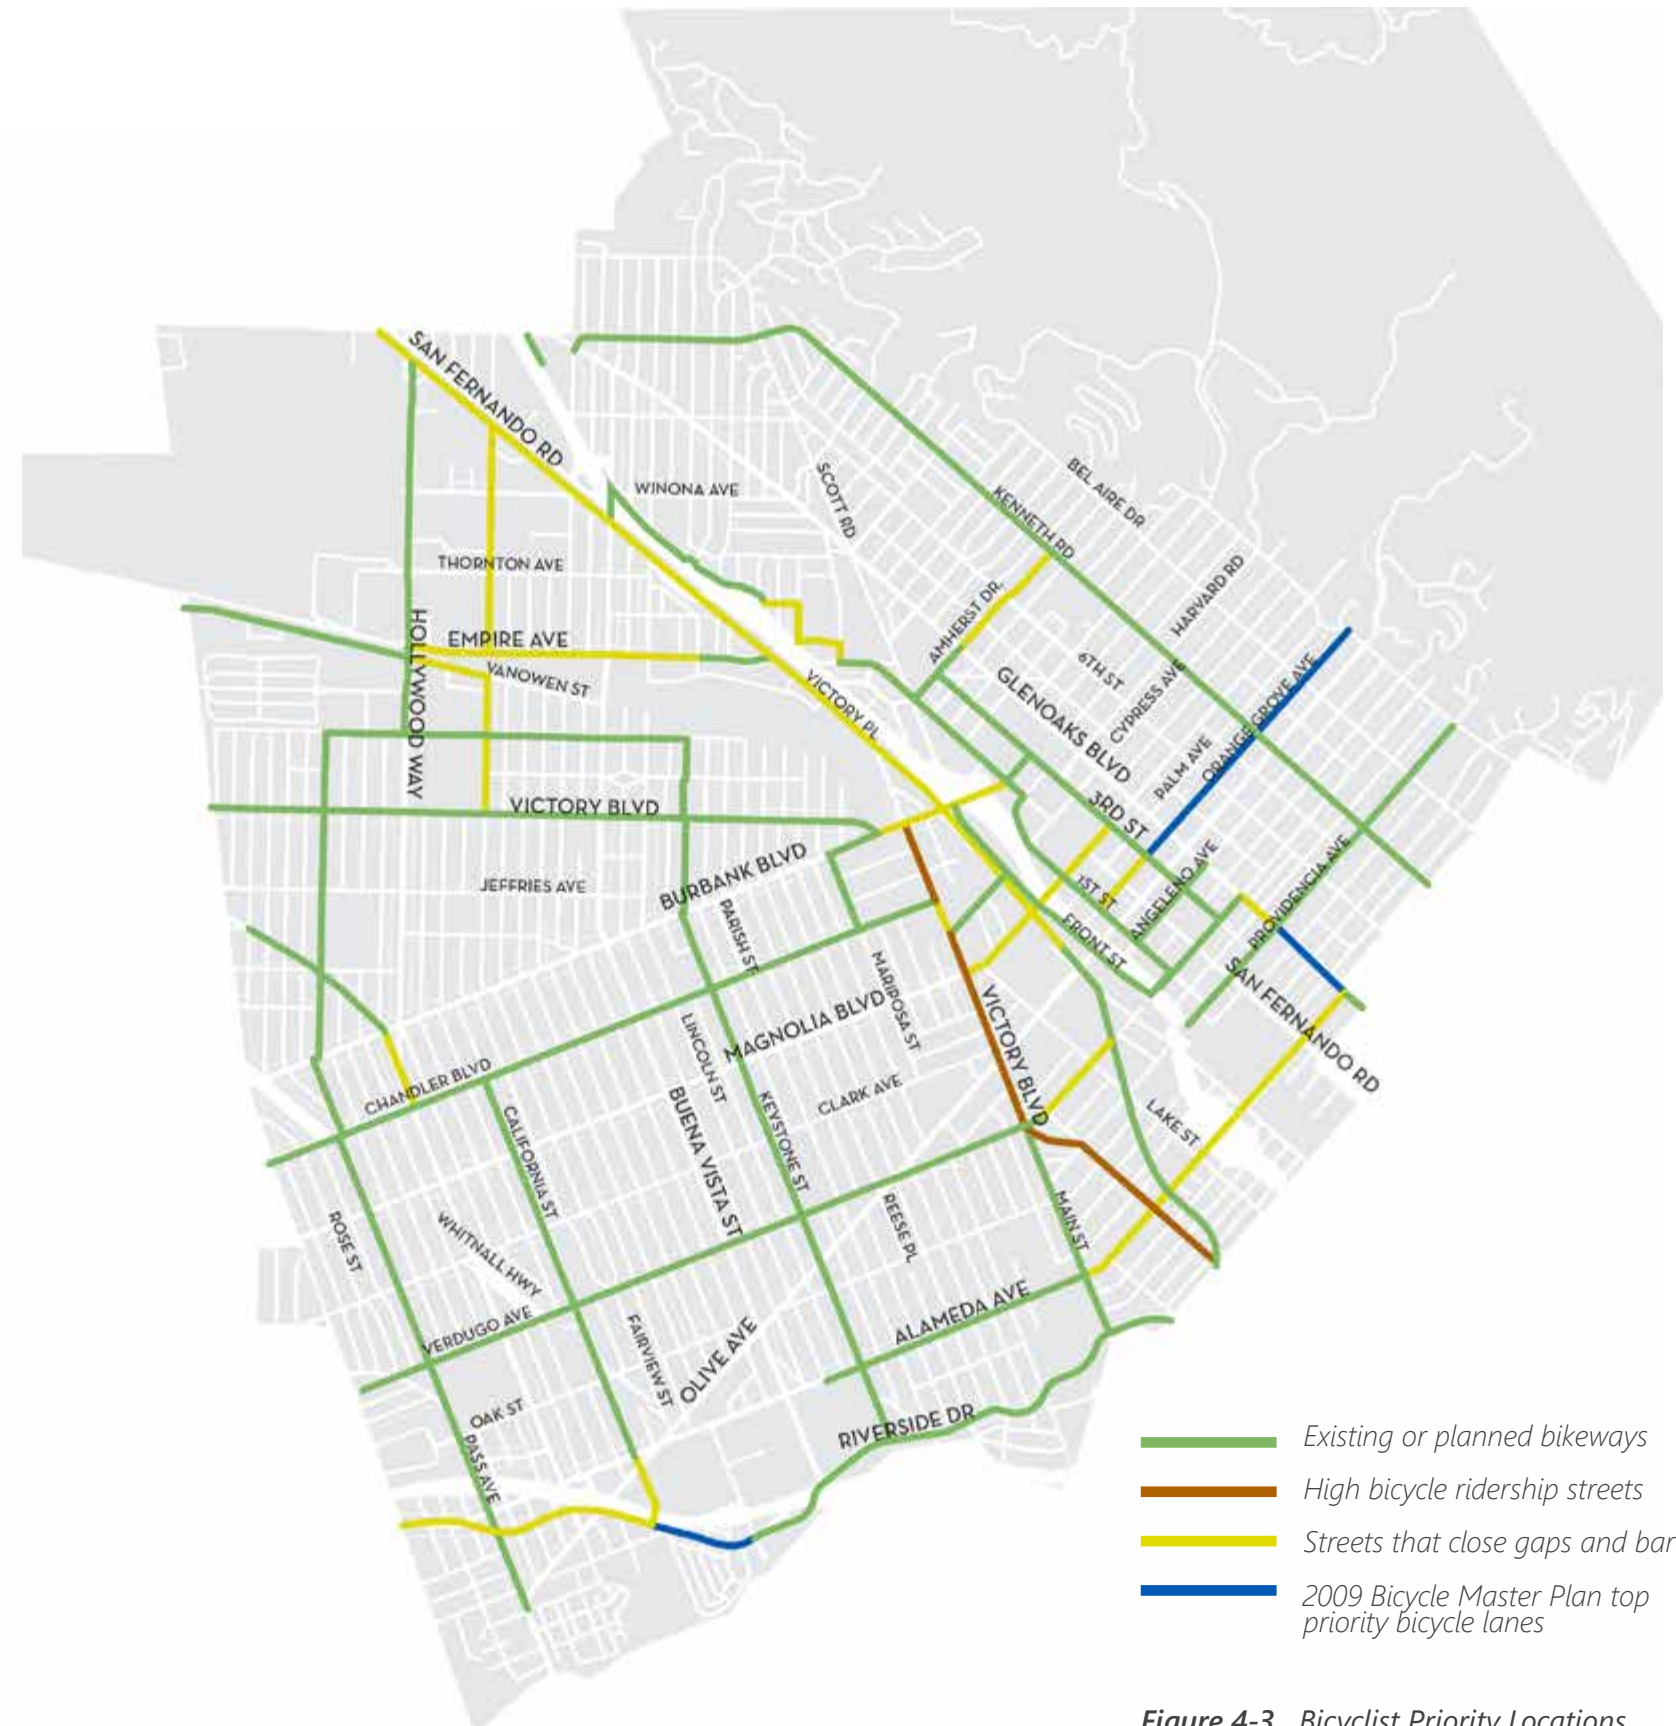 SAN FERNANDO RD
WINONA AVE
SCOTT RD
BEL AIRE DR
KENNETH RD
THORNTON AVE
HARVARD RD
AMHERST DR.
HOLLYWOOD WAY
EMPIRE AVE
VANOWEN ST
6TH ST
CYPRESS AVE
GLENOAKS BLVD
ORANGE GROVE AVE
VICTORY PL
PALM AVE
3RD ST
VICTORY BLVD
BURBANK BLVD
JEFFRIES AVE
1ST ST
ANGELENO AVE
PROVIDENCIA AVE
PARISH ST
FRONT ST
MARIPOSA ST
SAN FERNANDO RD
MAGNOLIA BLVD
VICTORY BLVD
LINCOLN ST
CHANDLER BLVD
CLARK AVE
BUENA VISTA ST
KEYSTONE ST
CALIFORNIA ST
LAKE ST
ROSE ST
WHITNALL HWY
REESE PL
MAIN ST
VERDUGO AVE
ALAMEDA AVE
FAIRVIEW ST
OLIVE AVE
OAK ST
PASS AVE
RIVERSIDE DR
Existing or planned bikeways
High bicycle ridership streets
Streets that close gaps and bar
2009 Bicycle Master Plan top
priority bicycle lanes
Figure 4-3 Bicyclist Priority Locations